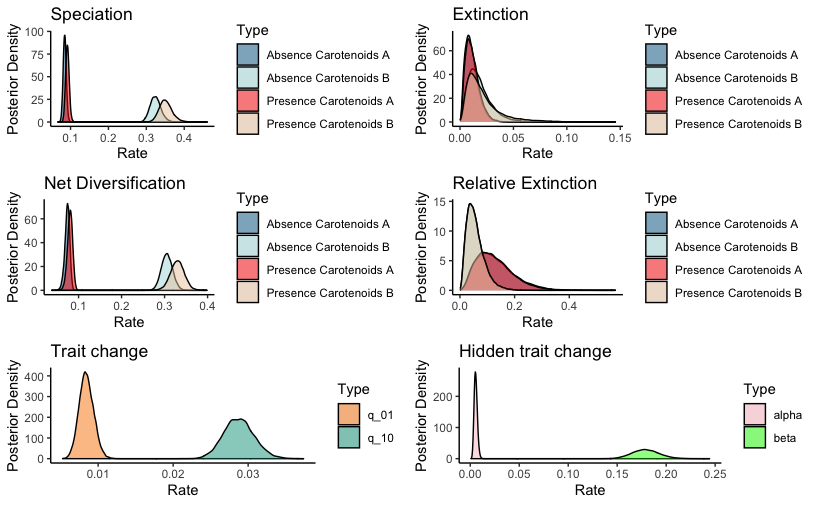 Speciation
Posterior Density
100
75
50
25
0
0.1 0.2 0.3 0.4
Rate
Type
Absence Carotenoids A
Absence Carotenoids B
Presence Carotenoids A
Presence Carotenoids B
Extinction
Posterior Density
60
40
20
0
0.00 0.05 0.10 0.15
Rate
Type
Absence Carotenoids A
Absence Carotenoids B
Presence Carotenoids A
Presence Carotenoids B
Net Diversification
Posterior Density
60
40
20
0
0.1 0.2 0.3 0.4
Rate
Type
Absence Carotenoids A
Absence Carotenoids B
Presence Carotenoids A
Presence Carotenoids B
Relative Extinction
Posterior Density
15
10
5
0
0.0 0.2 0.4
Rate
Type
Absence Carotenoids A
Absence Carotenoids B
Presence Carotenoids A
Presence Carotenoids B
Trait change
Posterior Density
400
300
200
100
0
0.01 0.02 0.03
Rate
Type
q_01
q_10
Hidden trait change
Posterior Density
200
100
0
0.00 0.05 0.10 0.15 0.20 0.25
Rate
Type
alpha
beta